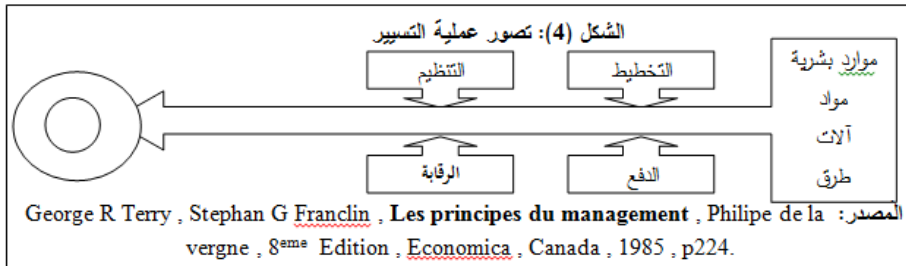 الشكل (4): تصور عملية التسيير
موارد بشرية
مواد
آلات
طرق
التخطيط
التنظيم
الدفع
الرقابة
المصدر: George R Terry , Stephan G Franclin , Les principes du management , Philipe de la
vergne , 8eme Edition , Economica , Canada , 1985 , p224.